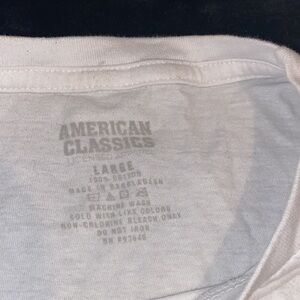 AMERICAN
CLASSICS
LARGE
100% COTTON
MADE IN BANGLADESH
MACHINE WASH
COLD WITH LIKE COLORS
NON-CHLORINE BLEACH ONLY
DO NOT IRON